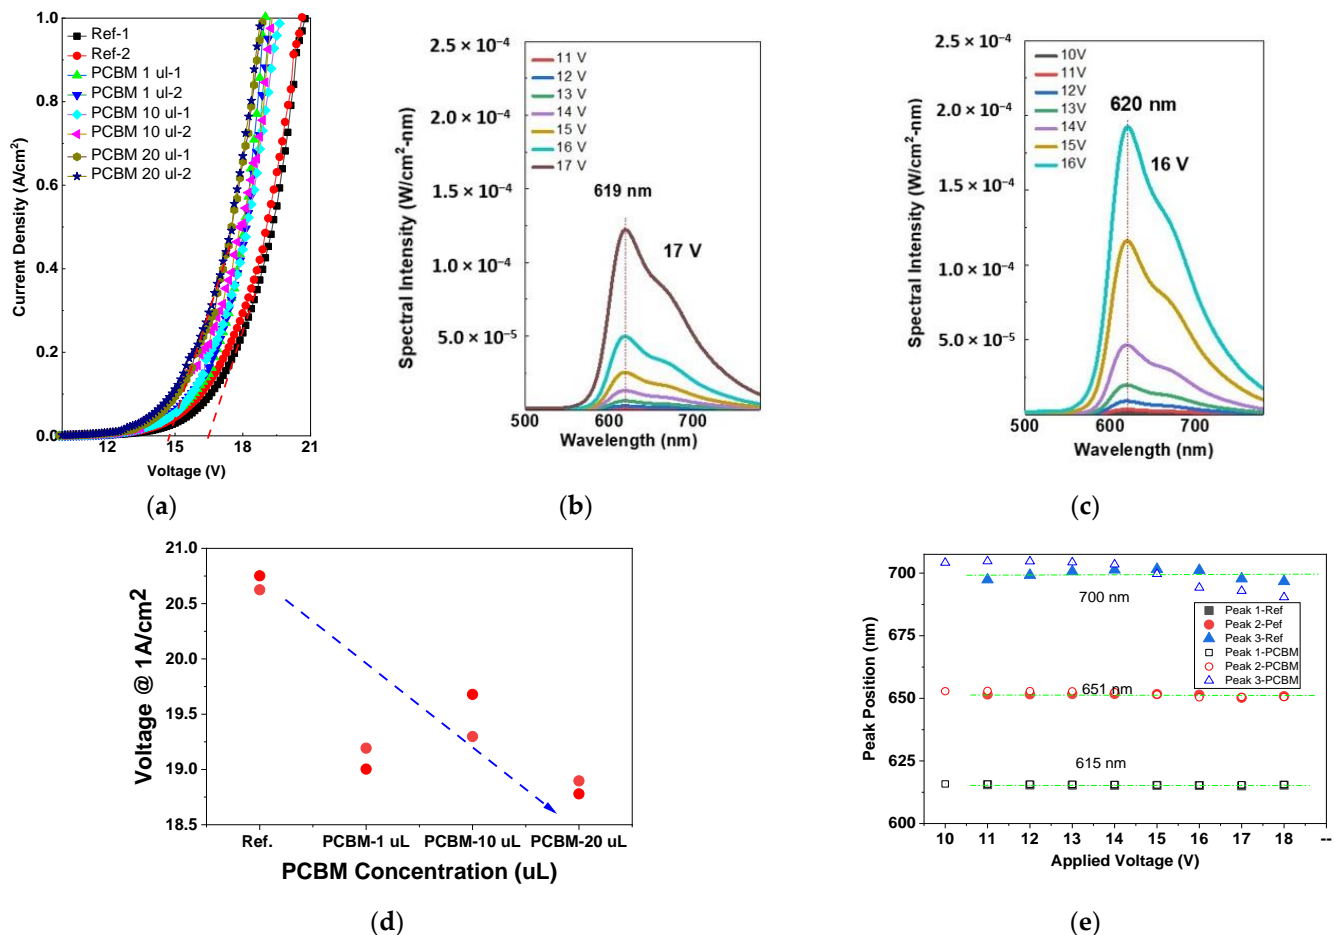 1.0
0.8
0.6
0.4
0.2
0.0
Current Density (A/cm²)
Ref-1
Ref-2
PCBM 1 ul-1
PCBM 1 ul-2
PCBM 10 ul-1
PCBM 10 ul-2
PCBM 20 ul-1
PCBM 20 ul-2
12 15 18 21
Voltage (V)
(a)
2.5 × 10⁻⁴
2.0 × 10⁻⁴
1.5 × 10⁻⁴
1.0 × 10⁻⁴
5.0 × 10⁻⁵
Spectral Intensity (W/cm²-nm)
11 V
12 V
13 V
14 V
15 V
16 V
17 V
619 nm
17 V
500 600 700
Wavelength (nm)
(b)
2.5 × 10⁻⁴
2.0 × 10⁻⁴
1.5 × 10⁻⁴
1.0 × 10⁻⁴
5.0 × 10⁻⁵
Spectral Intensity (W/cm²-nm)
10V
11V
12V
13V
14V
15V
16V
620 nm
16 V
500 600 700
Wavelength (nm)
(c)
21.0
20.5
20.0
19.5
19.0
18.5
Voltage @ 1A/cm²
Ref. PCBM-1 uL PCBM-10 uL PCBM-20 uL
PCBM Concentration (uL)
(d)
700
675
650
625
600
Peak Position (nm)
700 nm
Peak 1-Ref
Peak 2-Pef
Peak 3-Ref
Peak 1-PCBM
Peak 2-PCBM
Peak 3-PCBM
651 nm
615 nm
10 11 12 13 14 15 16 17 18 --
Applied Voltage (V)
(e)